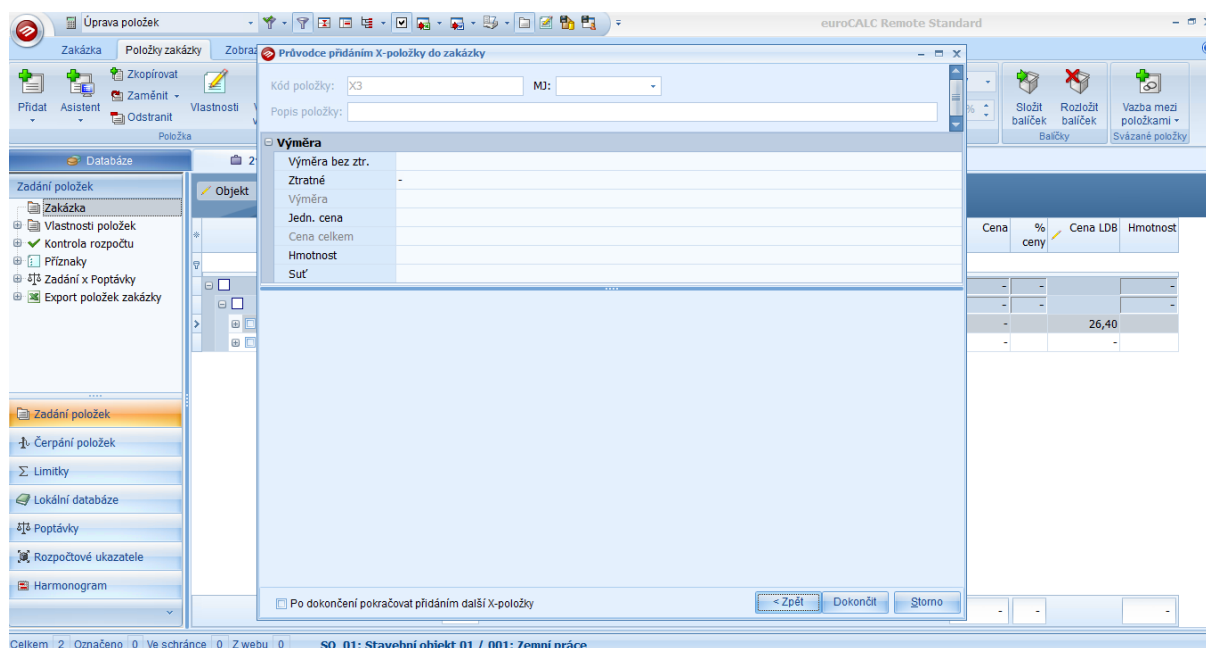 Úprava položek
euroCALC Remote Standard
Zakázka
Položky zakázky
Přidat
Asistent
Zkopírovat
Zaměnit
Odstranit
Vlastnosti
Položka
Složit balíček
Rozložit balíček
Vazba mezi položkami
Balíčky
Svázané položky
Databáze
Zadání položek
Zakázka
Vlastnosti položek
Kontrola rozpočtu
Příznaky
Zadání x Poptávky
Export položek zakázky
Zadání položek
Čerpání položek
Limitky
Lokální databáze
Poptávky
Rozpočtové ukazatele
Harmonogram
Objekt
Průvodce přidáním X-položky do zakázky
Kód položky: X3 MJ:
Popis položky:
Výměra
Výměra bez ztr.
Ztratné -
Výměra
Jedn. cena
Cena celkem
Hmotnost
Suť
Po dokončení pokračovat přidáním další X-položky
< Zpět Dokončit Storno
Cena % ceny Cena LDB Hmotnost
- - -
- - -
- 26,40
- -
- - -
Celkem 2 Označeno 0 Ve schránce 0 Z webu 0 SO 01: Stavební objekt 01 / 001: Zemní práce